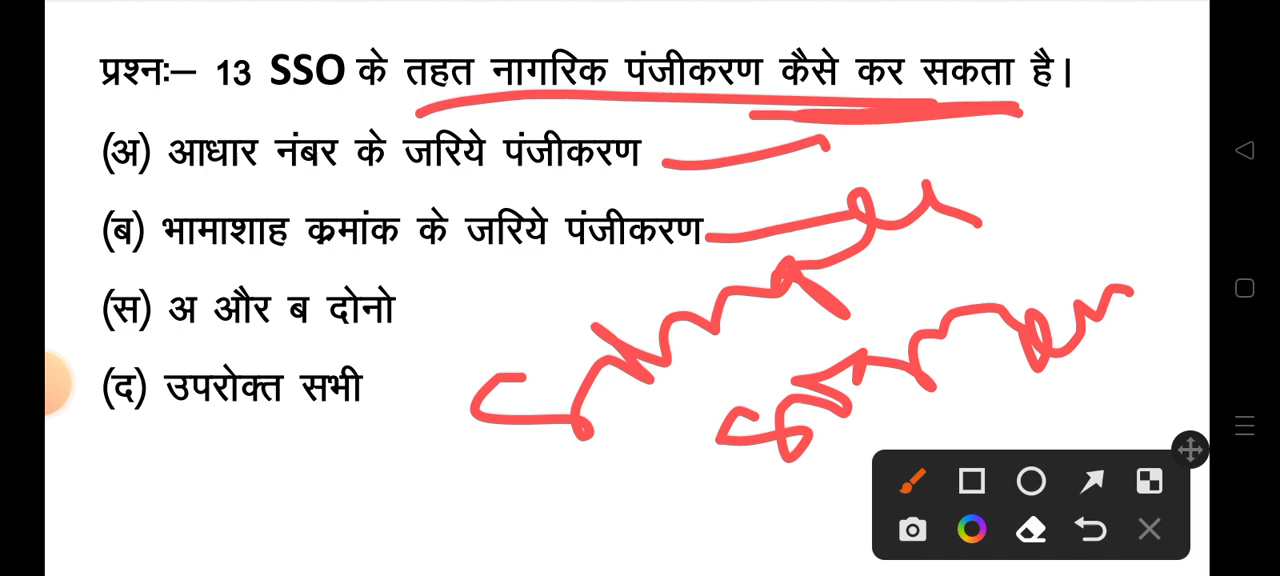 प्रश्नः– 13 SSO के तहत नागरिक पंजीकरण कैसे कर सकता है।
(अ) आधार नंबर के जरिये पंजीकरण
(ब) भामाशाह क्रमांक के जरिये पंजीकरण
(स) अ और ब दोनो
(द) उपरोक्त सभी